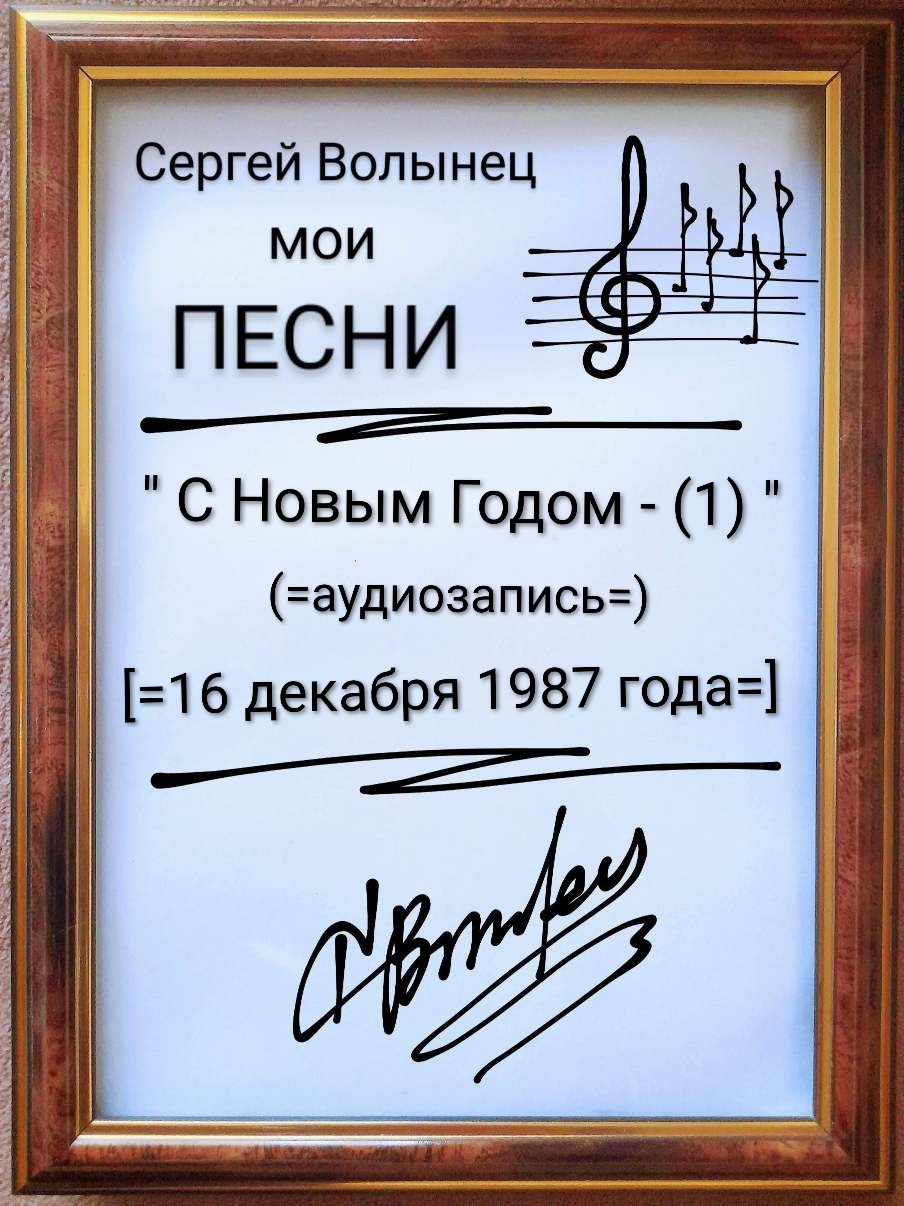 Сергей Волынец
мои
ПЕСНИ
" С Новым Годом - (1) "
(=аудиозапись=)
[=16 декабря 1987 года=]